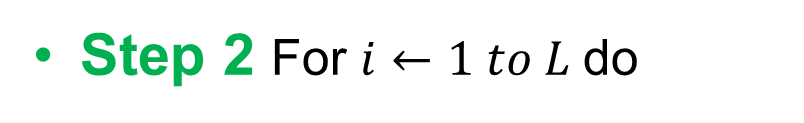 • Step 2 For i ← 1 to L do